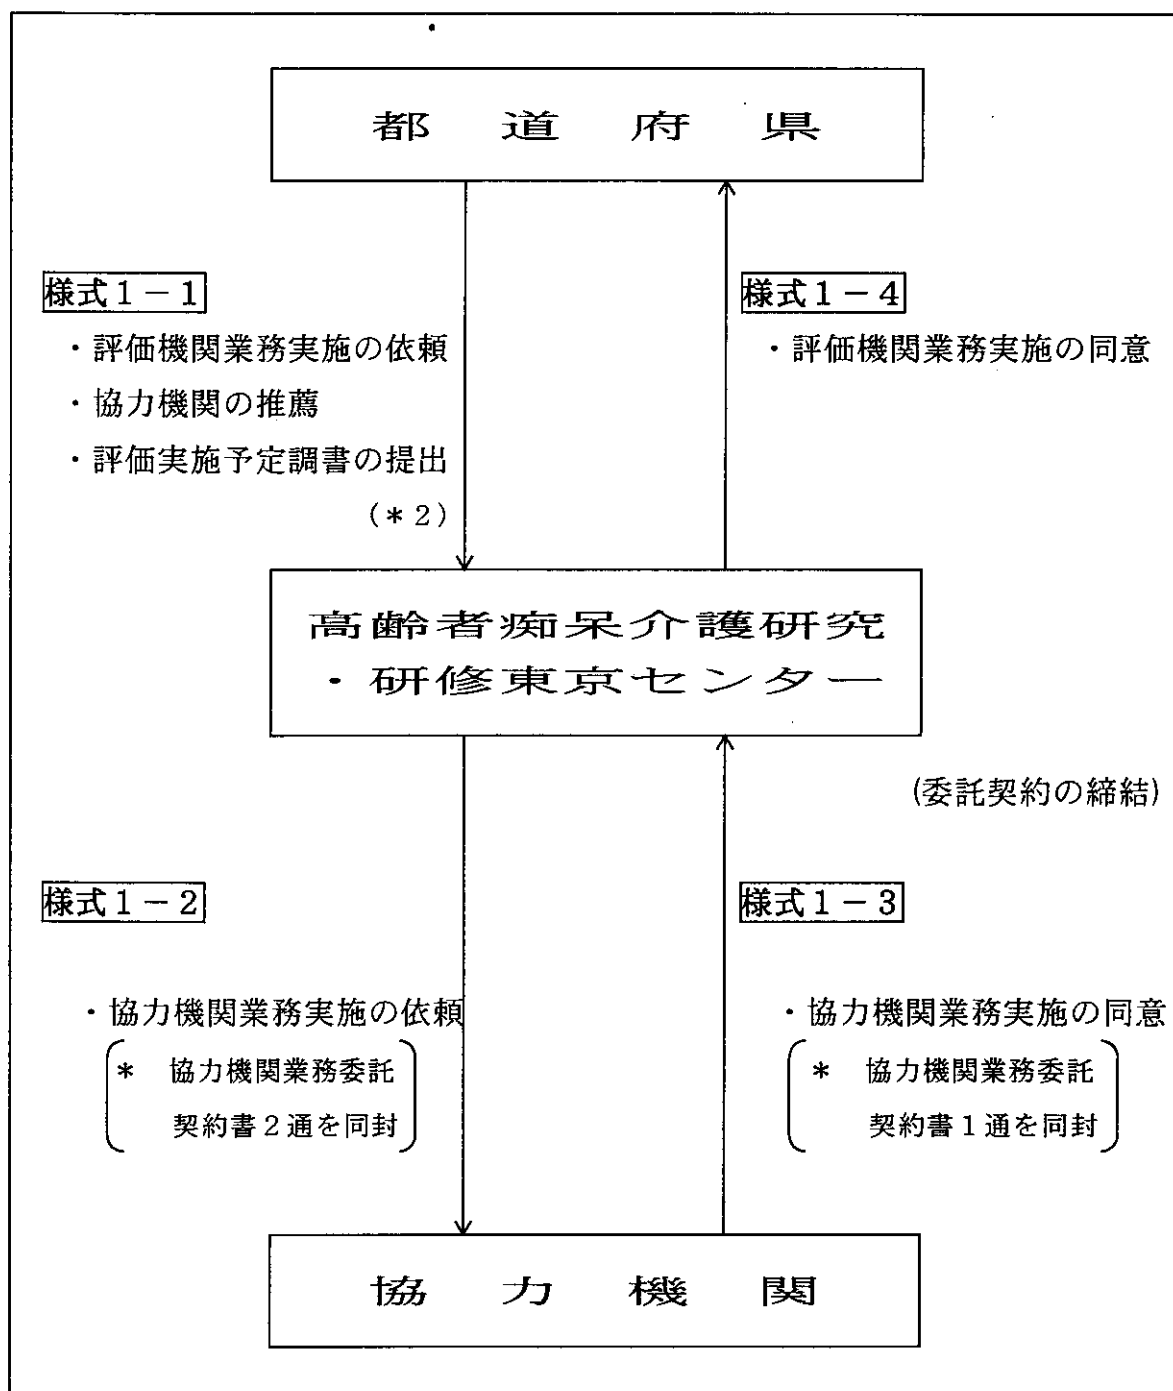 都道府県
様式１－１
・評価機関業務実施の依頼
・協力機関の推薦
・評価実施予定調書の提出
（＊２）
様式１－４
・評価機関業務実施の同意
高齢者痴呆介護研究
・研修東京センター
(委託契約の締結)
様式１－２
・協力機関業務実施の依頼
＊　協力機関業務委託
契約書２通を同封
様式１－３
・協力機関業務実施の同意
＊　協力機関業務委託
契約書１通を同封
協力機関